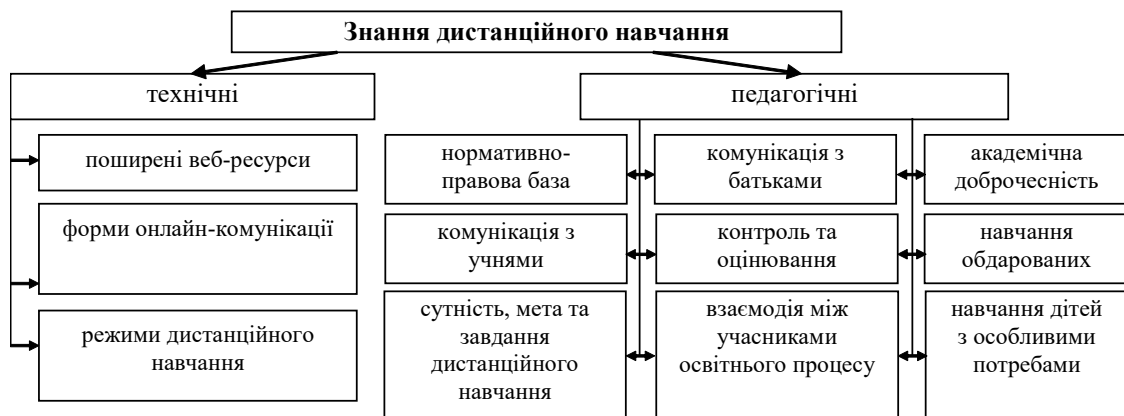 Знання дистанційного навчання
технічні
педагогічні
поширені веб-ресурси
форми онлайн-комунікації
режими дистанційного
навчання
нормативно-
правова база
комунікація з
батьками
академічна
доброчесність
комунікація з
учнями
контроль та
оцінювання
навчання
обдарованих
сутність, мета та
завдання
дистанційного
навчання
взаємодія між
учасниками
освітнього процесу
навчання дітей
з особливими
потребами